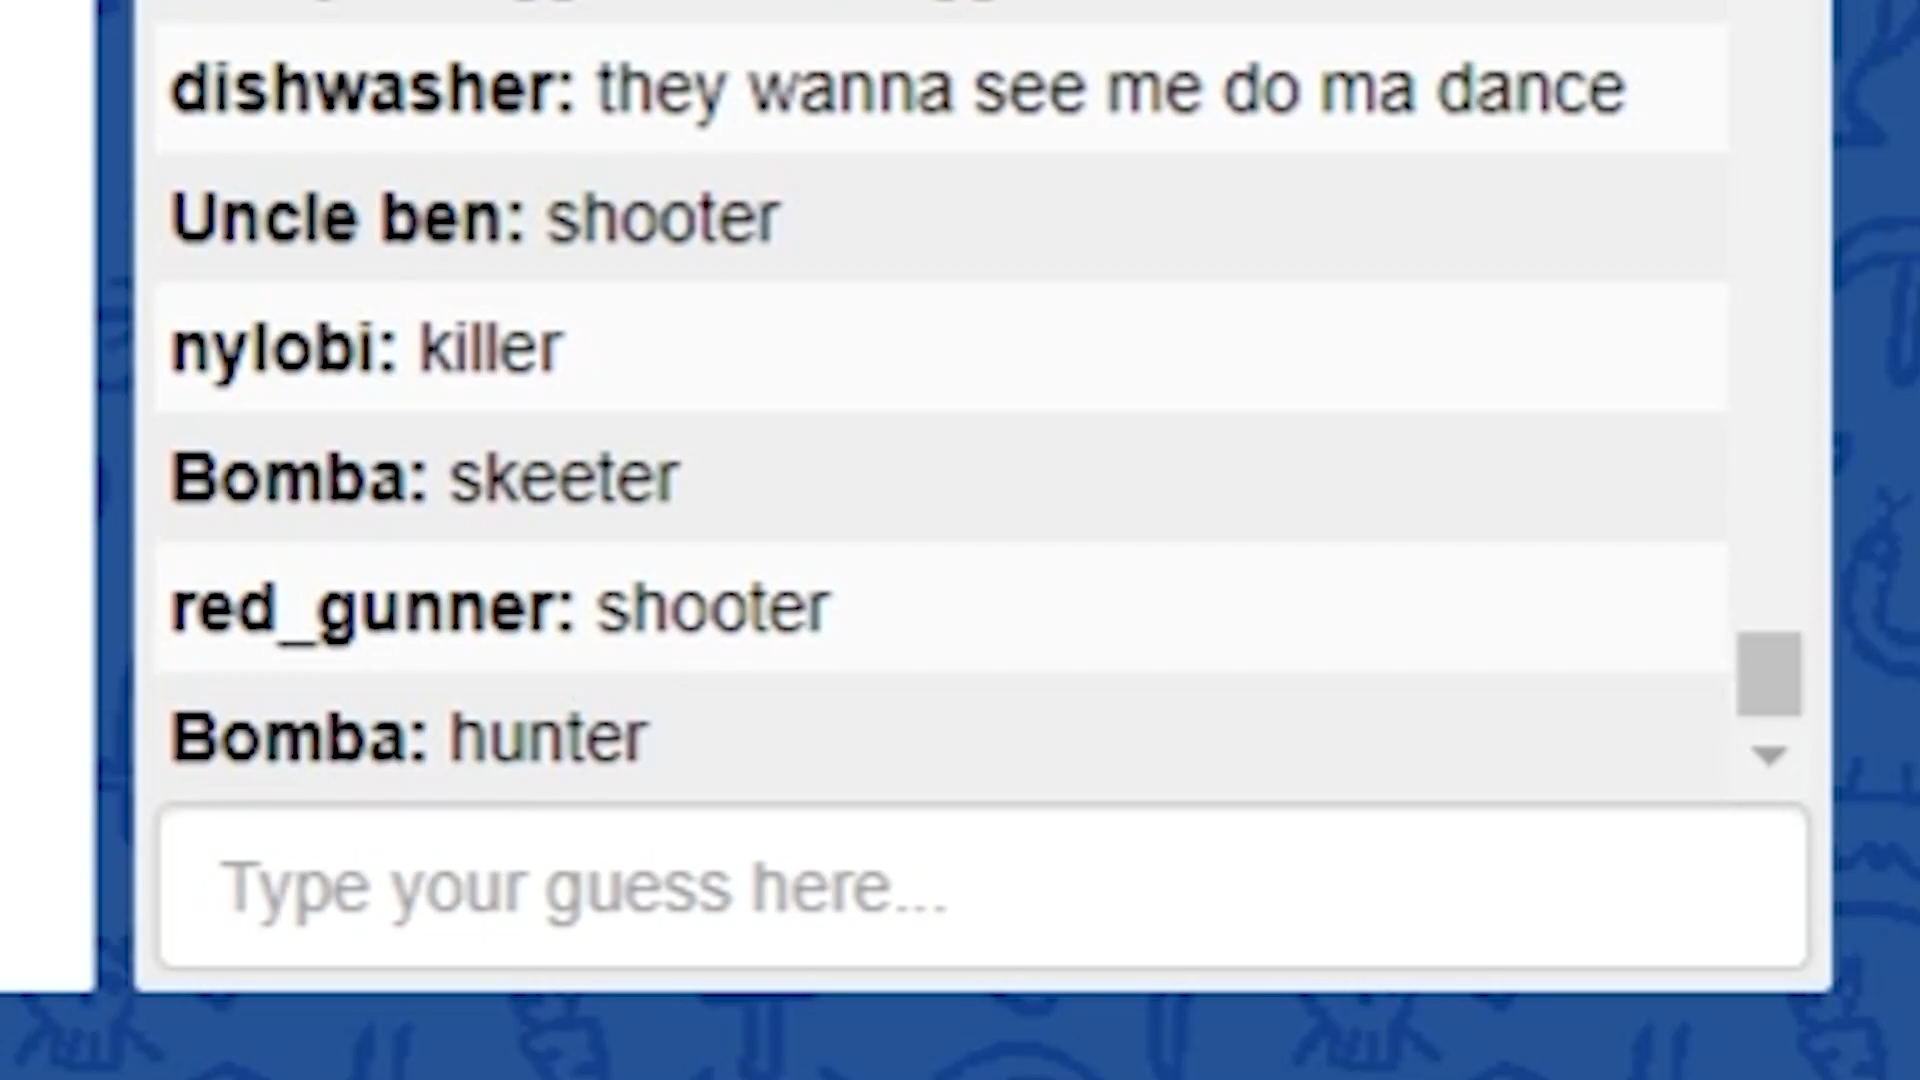 dishwasher: they wanna see me do ma dance
Uncle ben: shooter
nylobi: killer
Bomba: skeeter
red_gunner: shooter
Bomba: hunter
Type your guess here...